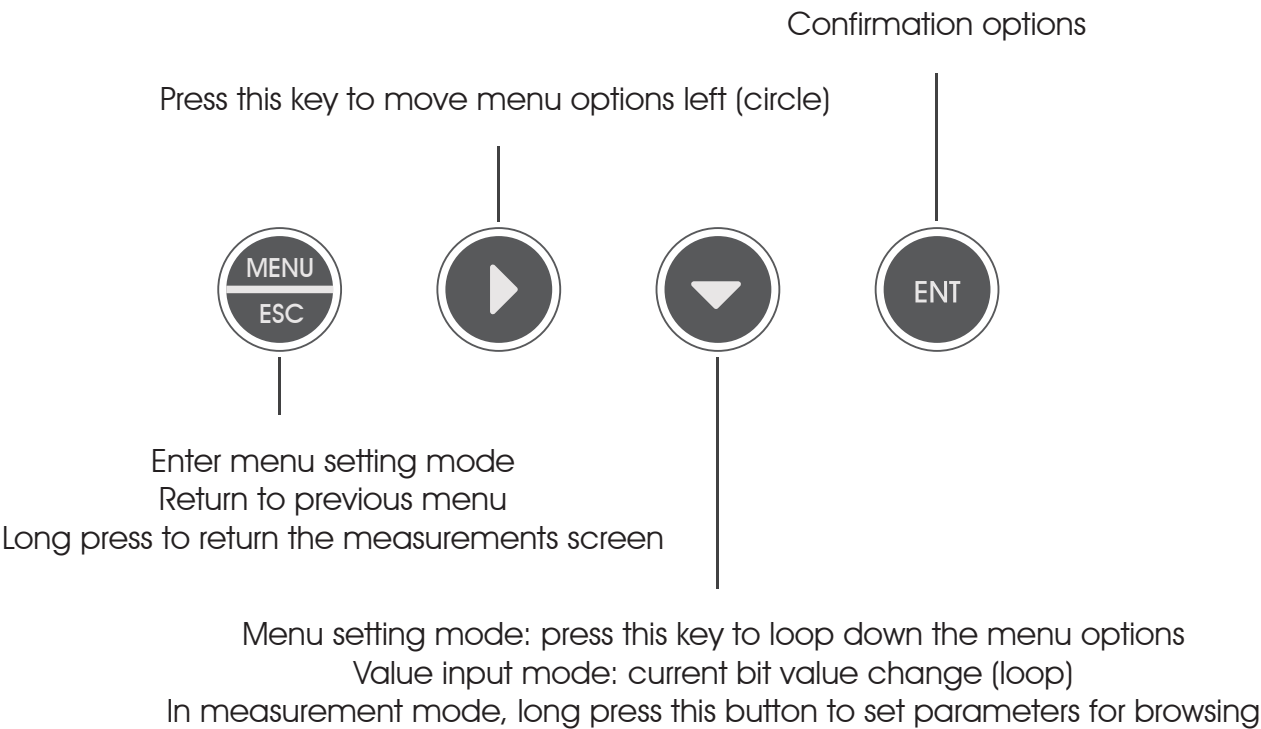 Confirmation options
Press this key to move menu options left (circle)
MENU
ESC
ENT
Enter menu setting mode
Return to previous menu
Long press to return the measurements screen
Menu setting mode: press this key to loop down the menu options
Value input mode: current bit value change (loop)
In measurement mode, long press this button to set parameters for browsing